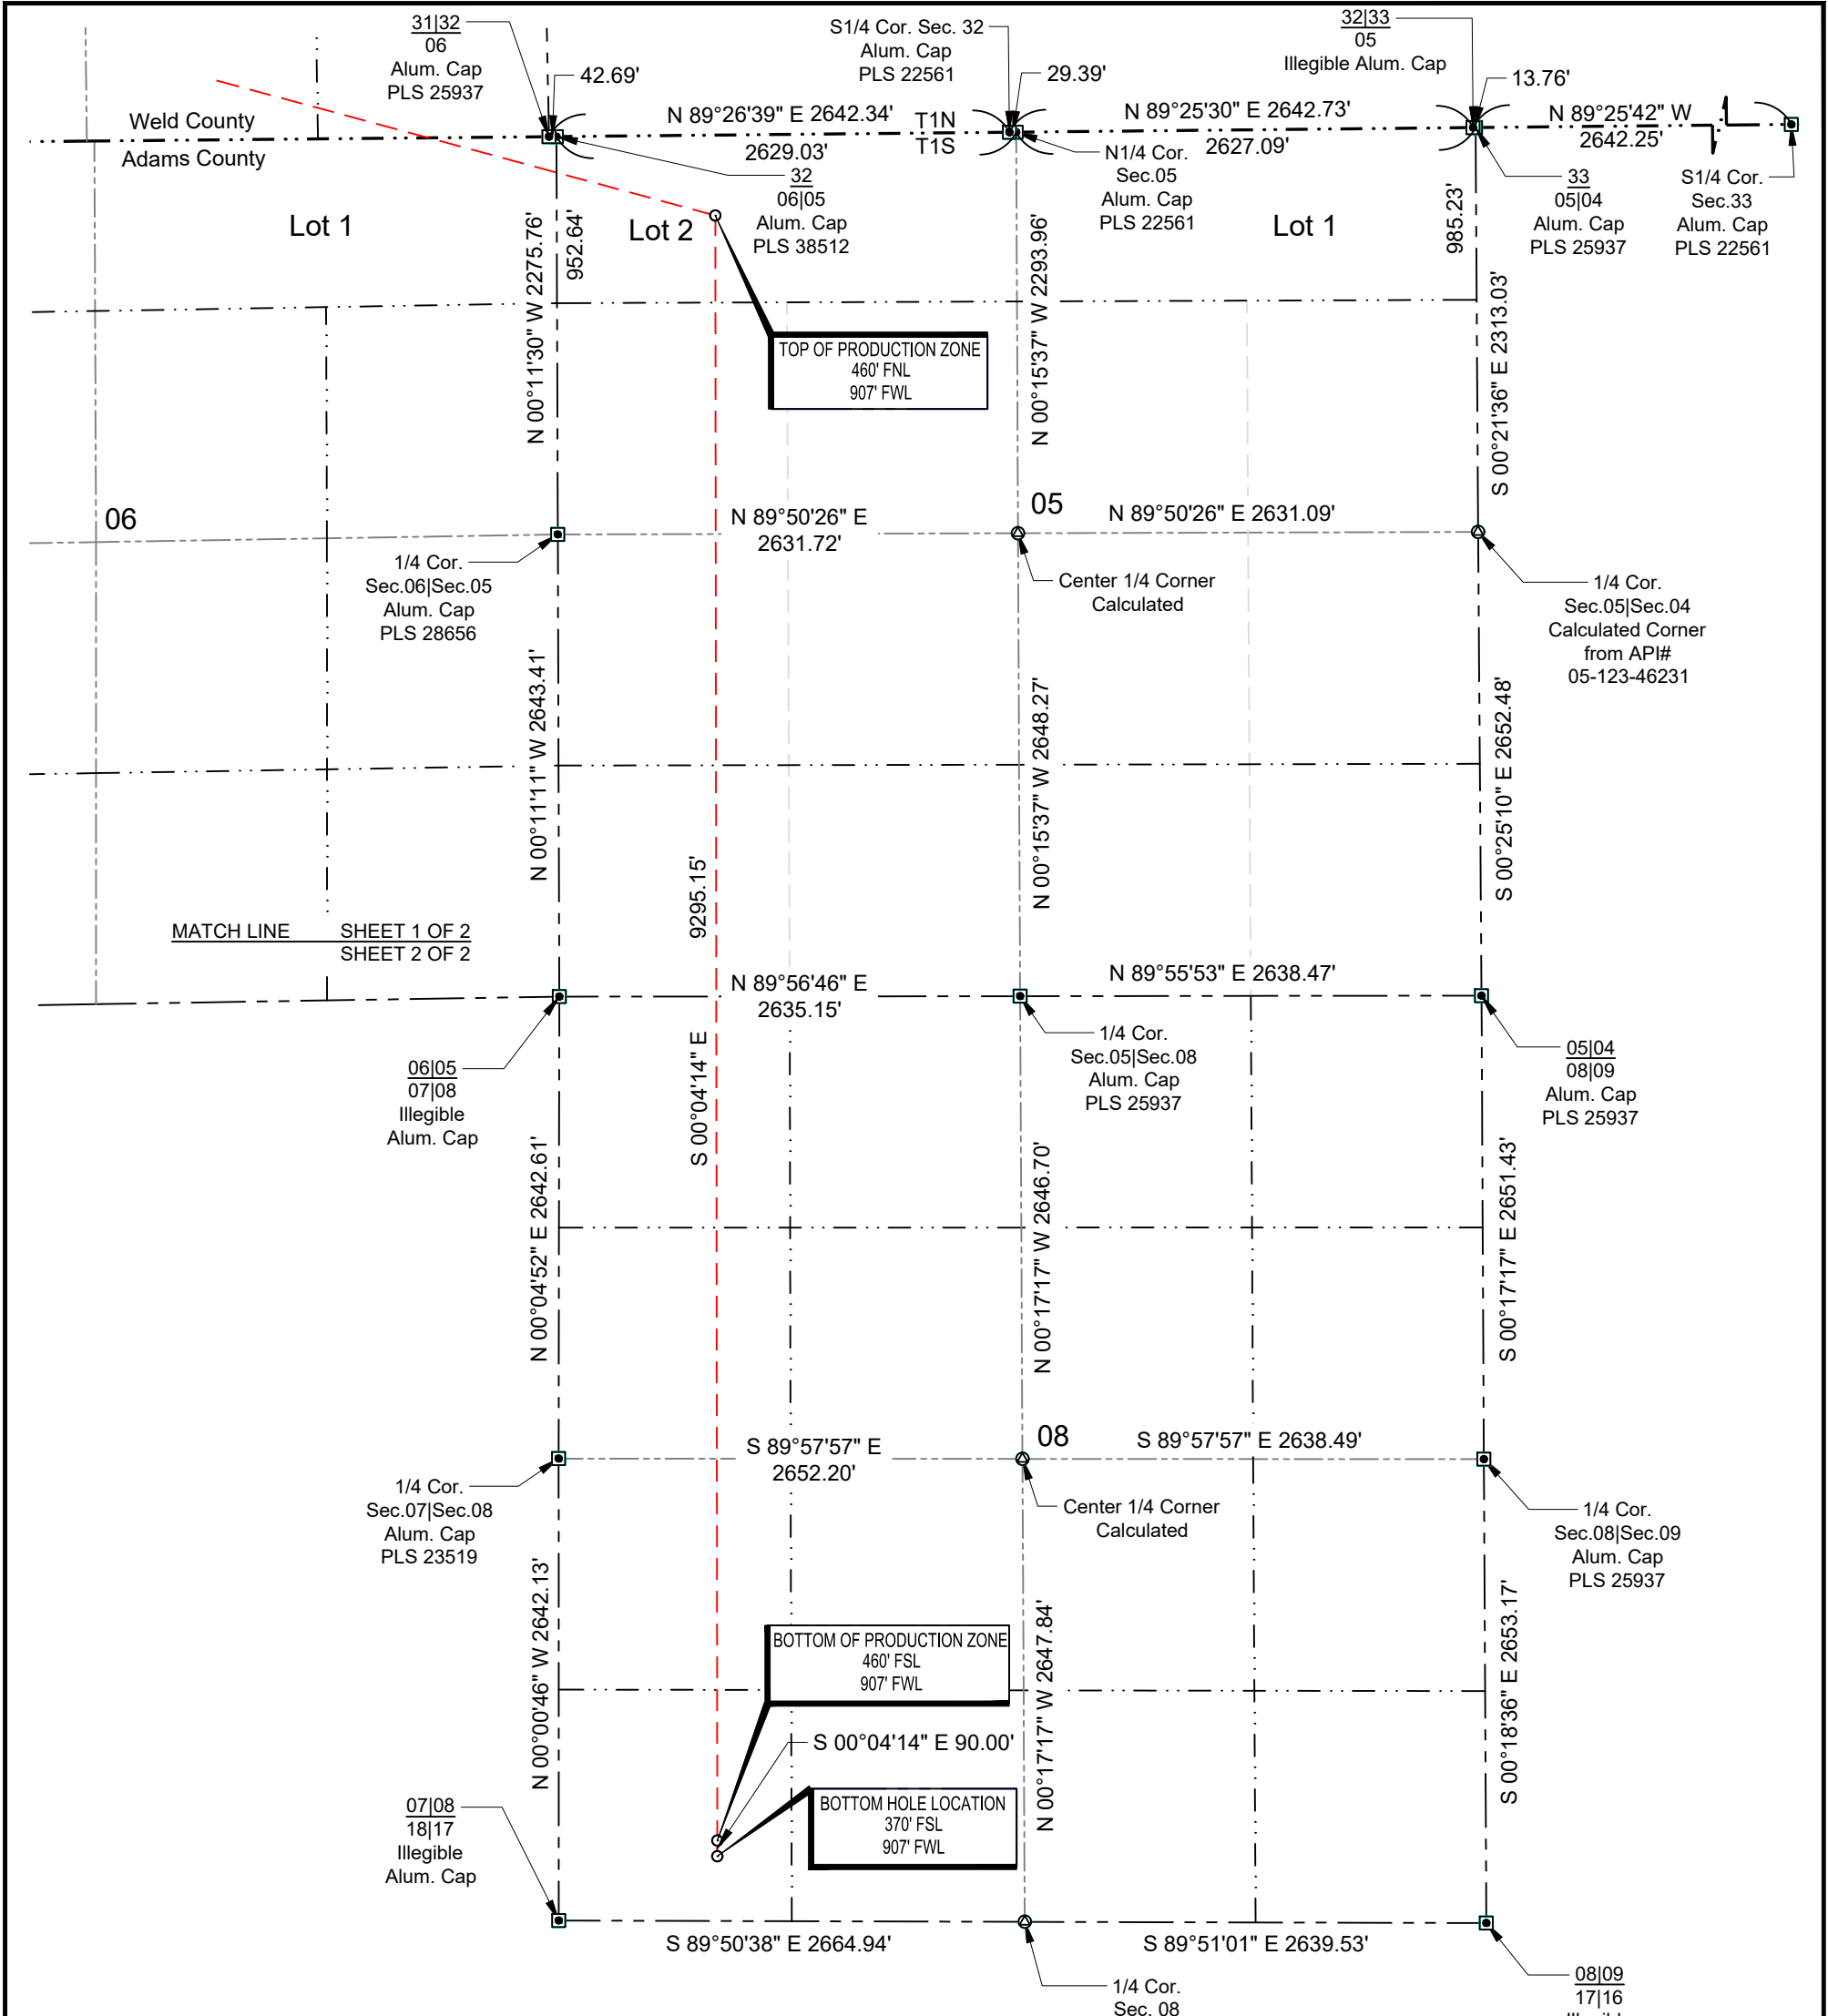 31|32
06
Alum. Cap
PLS 25937
42.69'
S1/4 Cor. Sec. 32
Alum. Cap
PLS 22561
29.39'
32|33
05
Illegible Alum. Cap
13.76'
Weld County
Adams County
N 89°26'39" E 2642.34'
2629.03'
T1N
T1S
N 89°25'30" E 2642.73'
2627.09'
N 89°25'42" W
2642.25'
32
06|05
Alum. Cap
PLS 38512
N1/4 Cor.
Sec.05
Alum. Cap
PLS 22561
33
05|04
Alum. Cap
PLS 25937
S1/4 Cor.
Sec.33
Alum. Cap
PLS 22561
Lot 1
Lot 2
Lot 1
N 00°11'30" W 2275.76'
952.64'
N 00°15'37" W 2293.96'
985.23'
S 00°21'36" E 2313.03'
TOP OF PRODUCTION ZONE
460' FNL
907' FWL
06
05
N 89°50'26" E
2631.72'
N 89°50'26" E 2631.09'
1/4 Cor.
Sec.06|Sec.05
Alum. Cap
PLS 28656
Center 1/4 Corner
Calculated
1/4 Cor.
Sec.05|Sec.04
Calculated Corner
from API#
05-123-46231
N 00°11'11" W 2643.41'
9295.15'
N 00°15'37" W 2648.27'
S 00°25'10" E 2652.48'
MATCH LINE
SHEET 1 OF 2
SHEET 2 OF 2
N 89°56'46" E
2635.15'
N 89°55'53" E 2638.47'
06|05
07|08
Illegible
Alum. Cap
S 00°04'14" E
1/4 Cor.
Sec.05|Sec.08
Alum. Cap
PLS 25937
05|04
08|09
Alum. Cap
PLS 25937
N 00°04'52" E 2642.61'
N 00°17'17" W 2646.70'
S 00°17'17" E 2651.43'
08
S 89°57'57" E
2652.20'
S 89°57'57" E 2638.49'
1/4 Cor.
Sec.07|Sec.08
Alum. Cap
PLS 23519
Center 1/4 Corner
Calculated
1/4 Cor.
Sec.08|Sec.09
Alum. Cap
PLS 25937
N 00°00'46" W 2642.13'
BOTTOM OF PRODUCTION ZONE
460' FSL
907' FWL
N 00°17'17" W 2647.84'
S 00°18'36" E 2653.17'
S 00°04'14" E 90.00'
BOTTOM HOLE LOCATION
370' FSL
907' FWL
07|08
18|17
Illegible
Alum. Cap
S 89°50'38" E 2664.94'
S 89°51'01" E 2639.53'
1/4 Cor.
Sec. 08
08|09
17|16